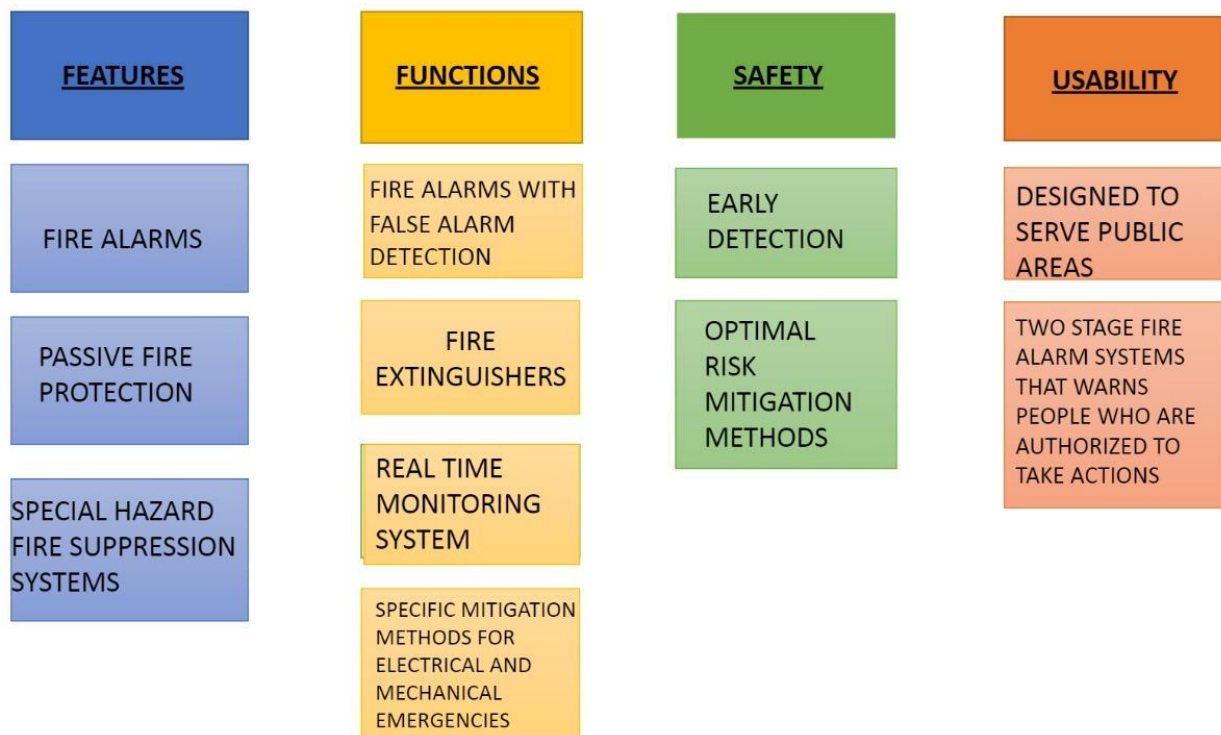 FEATURES
FIRE ALARMS
PASSIVE FIRE
PROTECTION
SPECIAL HAZARD
FIRE SUPPRESSION
SYSTEMS
FUNCTIONS
FIRE ALARMS WITH
FALSE ALARM
DETECTION
FIRE
EXTINGUISHERS
REAL TIME
MONITORING
SYSTEM
SPECIFIC MITIGATION
METHODS FOR
ELECTRICAL AND
MECHANICAL
EMERGENCIES
SAFETY
EARLY
DETECTION
OPTIMAL
RISK
MITIGATION
METHODS
USABILITY
DESIGNED TO
SERVE PUBLIC
AREAS
TWO STAGE FIRE
ALARM SYSTEMS
THAT WARNS
PEOPLE WHO ARE
AUTHORIZED TO
TAKE ACTIONS